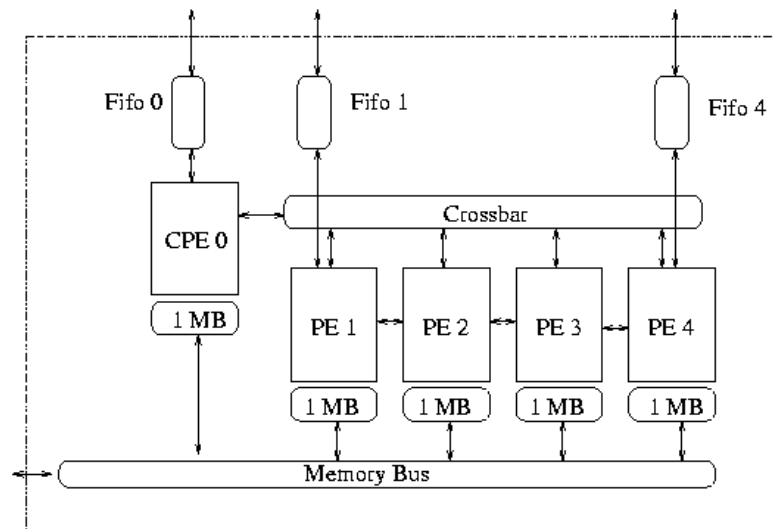 Fifo 0
Fifo 1
Fifo 4
Crossbar
CPE 0
PE 1
PE 2
PE 3
PE 4
1 MB
1 MB
1 MB
1 MB
1 MB
Memory Bus